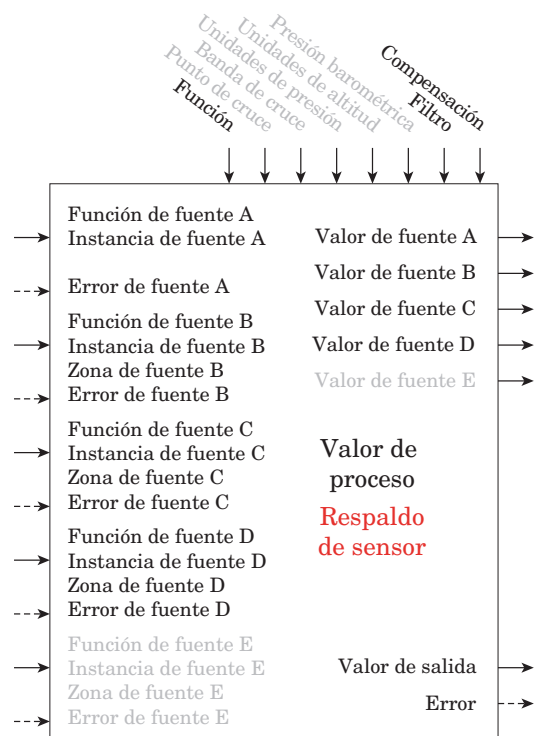 Función
Punto de cruce
Banda de cruce
Unidades de presión
Unidades de altitud
Presión barométrica
Filtro
Compensación
Función de fuente A
Instancia de fuente A
Error de fuente A
Función de fuente B
Instancia de fuente B
Zona de fuente B
Error de fuente B
Función de fuente C
Instancia de fuente C
Zona de fuente C
Error de fuente C
Función de fuente D
Instancia de fuente D
Zona de fuente D
Error de fuente D
Función de fuente E
Instancia de fuente E
Zona de fuente E
Error de fuente E
Valor de fuente A
Valor de fuente B
Valor de fuente C
Valor de fuente D
Valor de fuente E
Valor de
proceso
Respaldo
de sensor
Valor de salida
Error